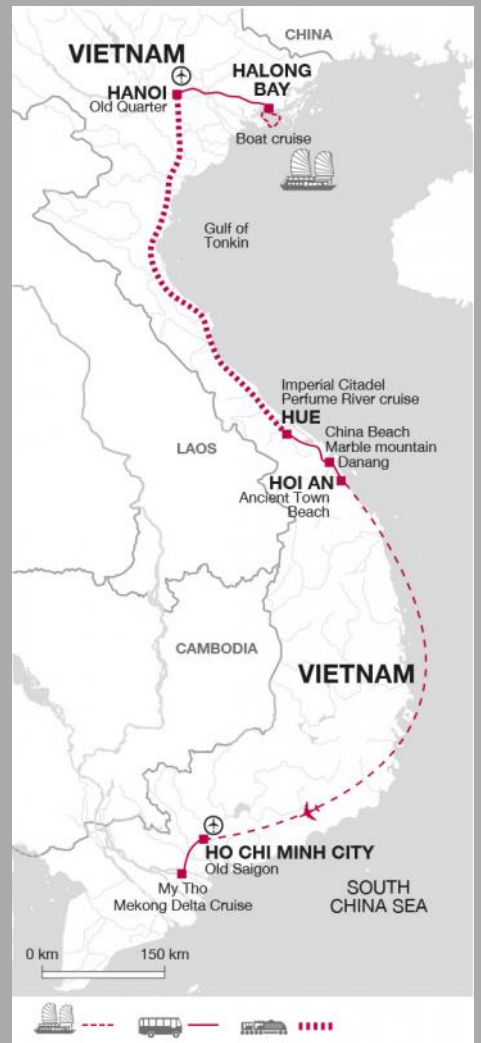 CHINA
VIETNAM
HALONG
BAY
HANOI
Old Quarter
Boat cruise
Gulf of
Tonkin
Imperial Citadel
Perfume River cruise
HUE
China Beach
Marble mountain
Danang
LAOS
HOI AN
Ancient Town
Beach
CAMBODIA
VIETNAM
HO CHI MINH CITY
Old Saigon
My Tho
Mekong Delta Cruise
SOUTH
CHINA SEA
0 km 150 km